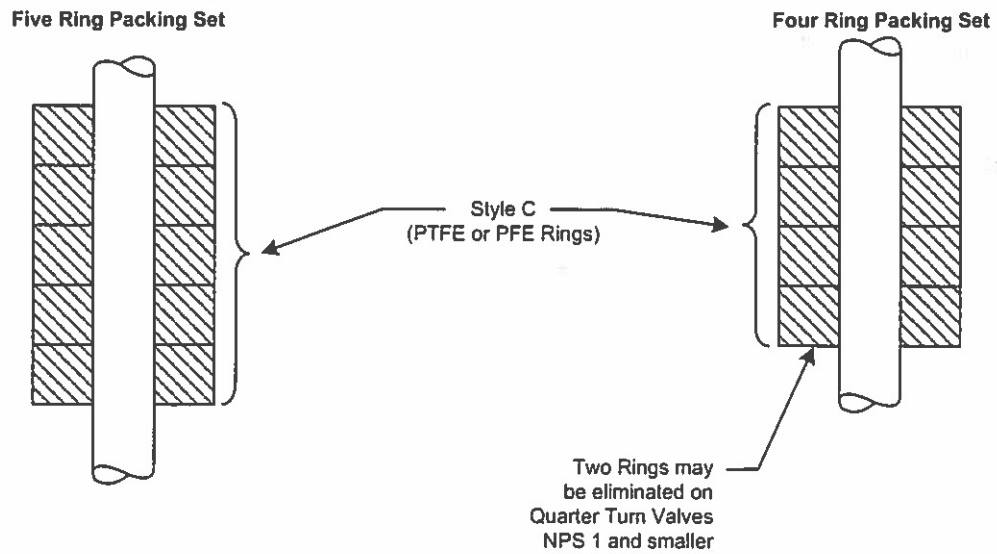 Five Ring Packing Set
Four Ring Packing Set
Style C
(PTFE or PFE Rings)
Two Rings may
be eliminated on
Quarter Turn Valves
NPS 1 and smaller